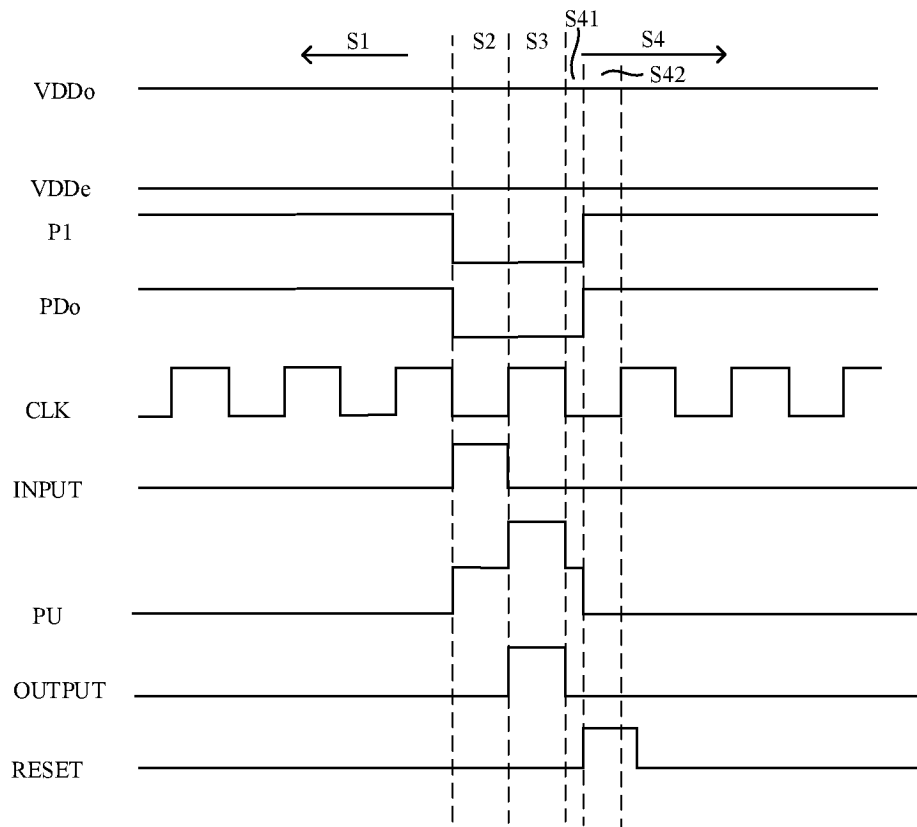 S41
S1 S2 S3 S4
S42
VDDo
VDDe
P1
PDo
CLK
INPUT
PU
OUTPUT
RESET